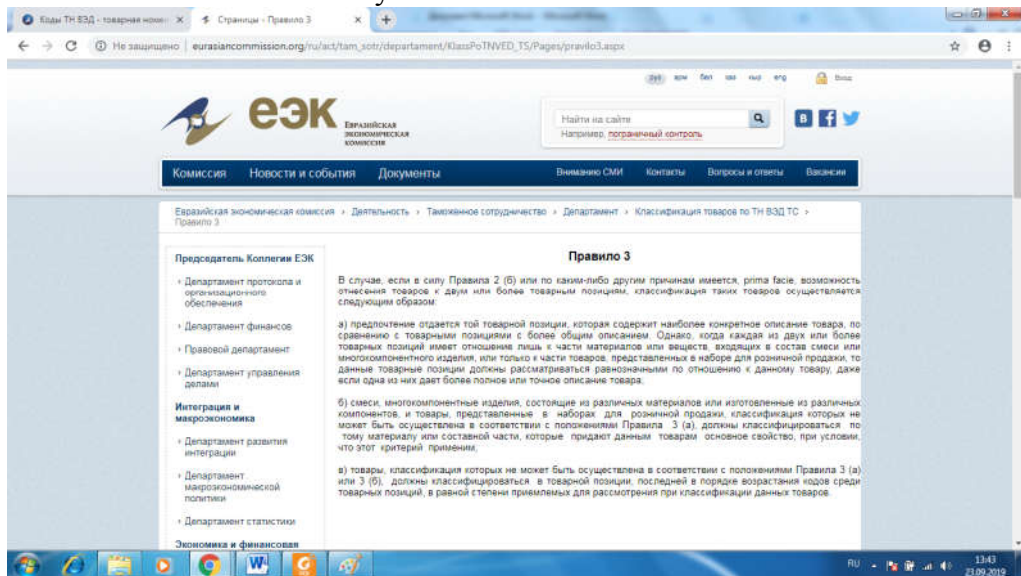 у
Коды ТН ВЭД - товарная номен
Страницы - Правило 3
Не защищено
eurasiancommission.org/ru/act/tam_sotr/departament/KlassPoTNVED_TS/Pages/pravilo3.aspx
рус арм бел каз кыр eng Вход
еэк
Евразийская
экономическая
комиссия
Найти на сайте
Например, пограничный контроль
Комиссия Новости и события Документы Вниманию СМИ Контакты Вопросы и ответы Вакансии
Евразийская экономическая комиссия › Деятельность › Таможенное сотрудничество › Департамент › Классификация товаров по ТН ВЭД ТС ›
Правило 3
Председатель Коллегии ЕЭК
Департамент протокола и
организационного
обеспечения
Департамент финансов
Правовой департамент
Департамент управления
делами
Интеграция и
макроэкономика
Департамент развития
интеграции
Департамент
макроэкономической
политики
Департамент статистики
Экономика и финансовая
Правило 3
В случае, если в силу Правила 2 (б) или по каким-либо другим причинам имеется, prima facie, возможность
отнесения товаров к двум или более товарным позициям, классификация таких товаров осуществляется
следующим образом:
а) предпочтение отдается той товарной позиции, которая содержит наиболее конкретное описание товара, по
сравнению с товарными позициями с более общим описанием. Однако, когда каждая из двух или более
товарных позиций имеет отношение лишь к части материалов или веществ, входящих в состав смеси или
многокомпонентного изделия, или только к части товаров, представленных в наборе для розничной продажи, то
данные товарные позиции должны рассматриваться равнозначными по отношению к данному товару, даже
если одна из них дает более полное или точное описание товара;
б) смеси, многокомпонентные изделия, состоящие из различных материалов или изготовленные из различных
компонентов, и товары, представленные в наборах для розничной продажи, классификация которых не
может быть осуществлена в соответствии с положениями Правила 3 (а), должны классифицироваться по
тому материалу или составной части, которые придают данным товарам основное свойство, при условии,
что этот критерий применим;
в) товары, классификация которых не может быть осуществлена в соответствии с положениями Правила 3 (а)
или 3 (б), должны классифицироваться в товарной позиции, последней в порядке возрастания кодов среди
товарных позиций, в равной степени приемлемых для рассмотрения при классификации данных товаров.
RU
13:43
23.09.2019